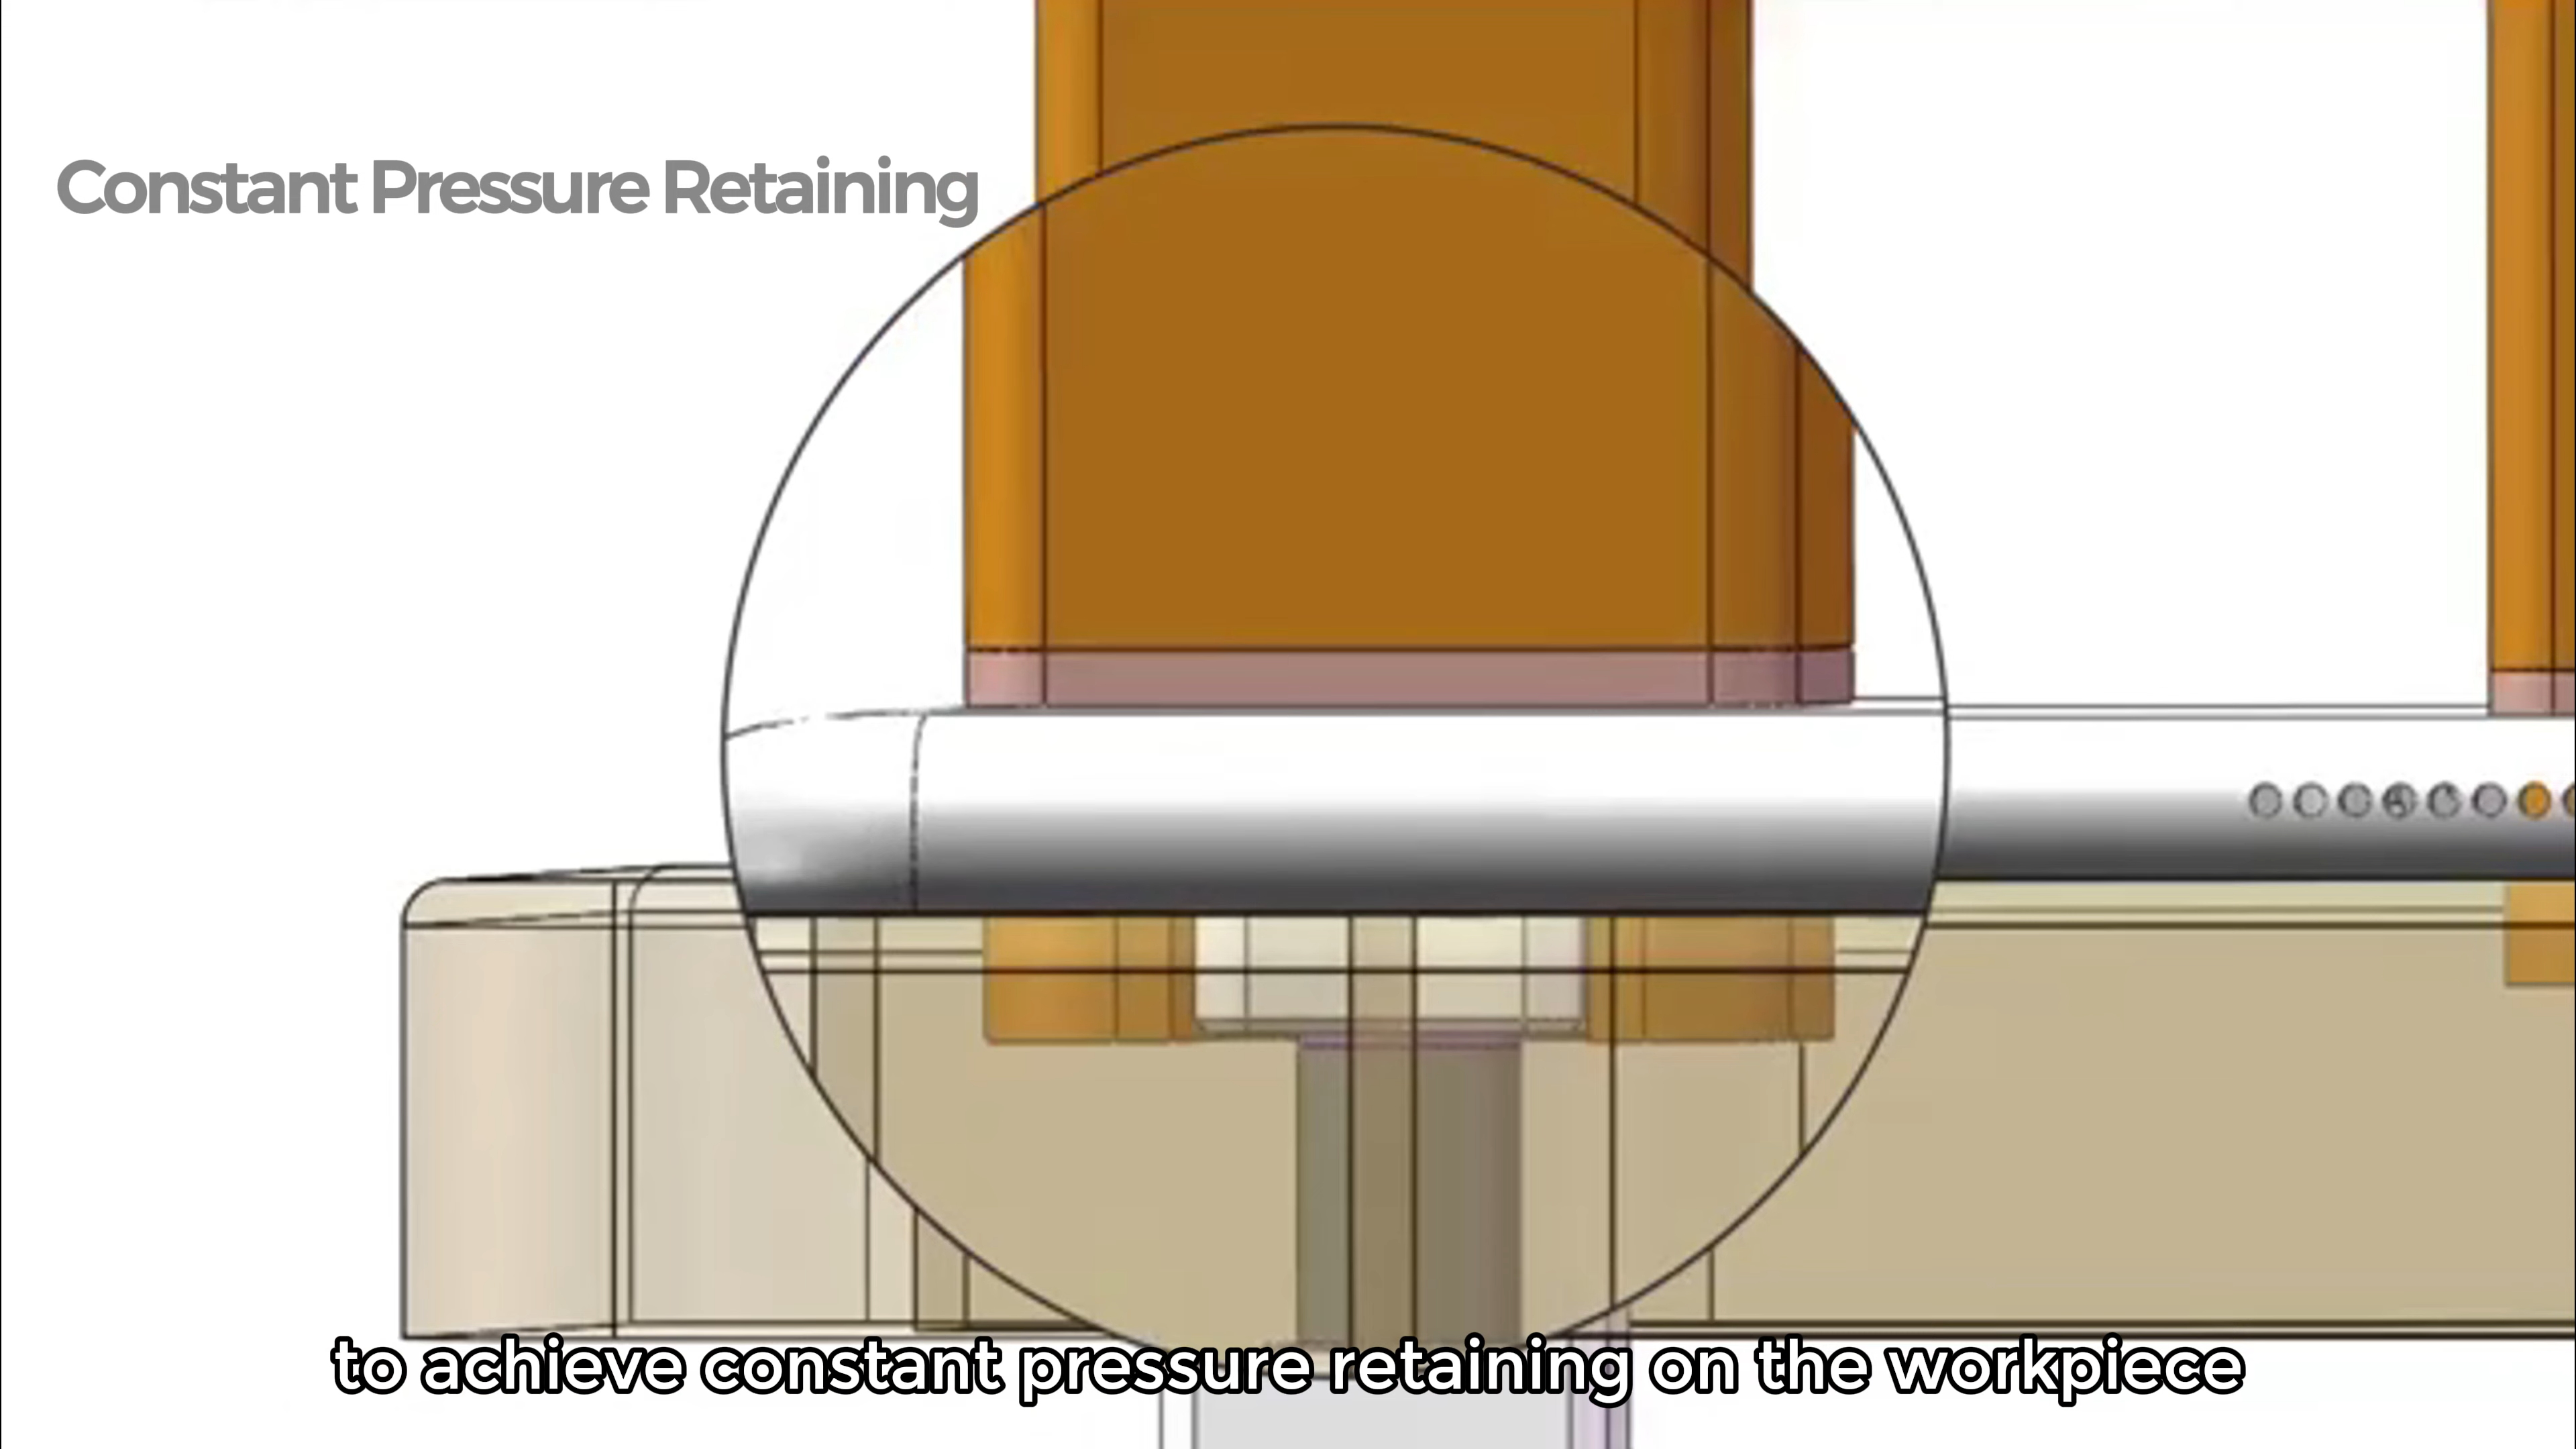 Constant Pressure Retaining
to achieve constant pressure retaining on the workpiece